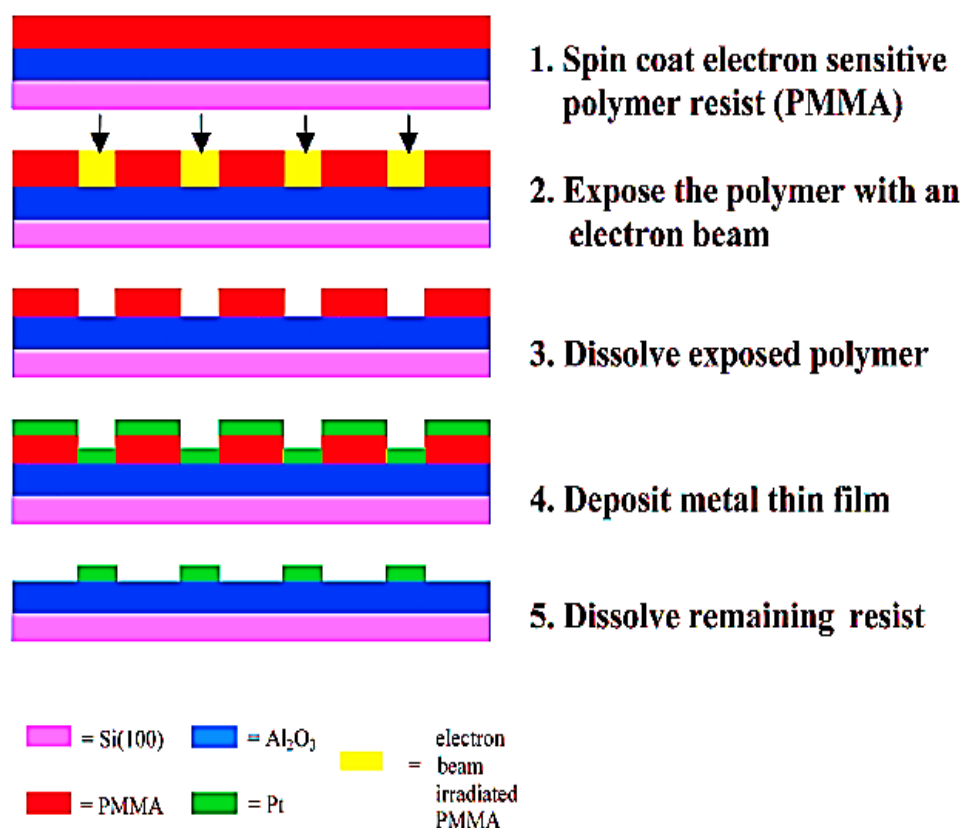 1. Spin coat electron sensitive
polymer resist (PMMA)
2. Expose the polymer with an
electron beam
3. Dissolve exposed polymer
4. Deposit metal thin film
5. Dissolve remaining resist
= Si(100)
= Al₂O₃
= electron
beam
irradiated
PMMA
= PMMA
= Pt